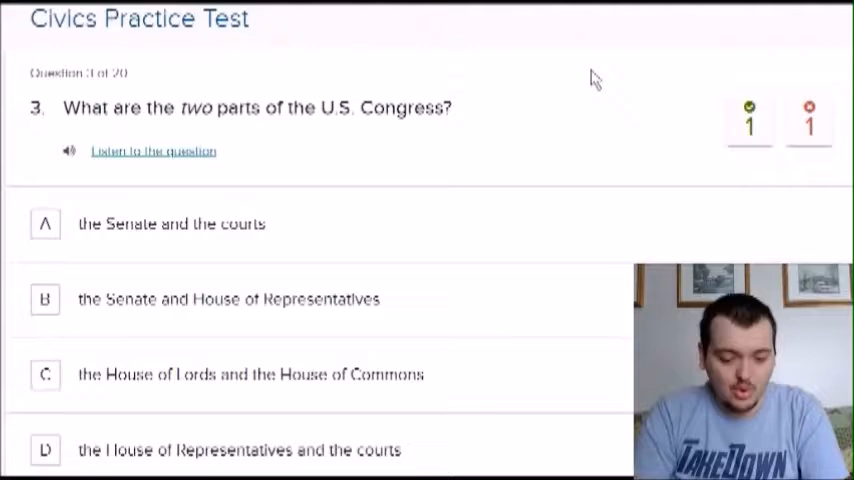 Civics Practice Test
Question 3 of 20
3. What are the two parts of the U.S. Congress?
1 1
Listen to the question
A the Senate and the courts
B the Senate and House of Representatives
C the House of Lords and the House of Commons
D the House of Representatives and the courts
TAKEDOWN